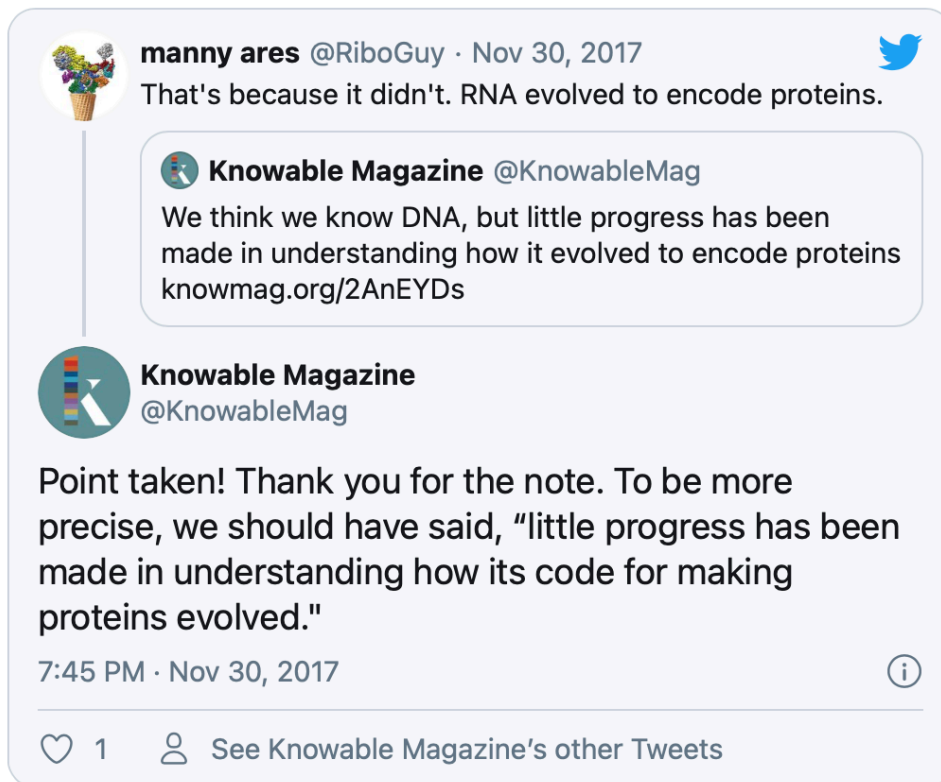 manny ares @RiboGuy · Nov 30, 2017
That's because it didn't. RNA evolved to encode proteins.
Knowable Magazine @KnowableMag
We think we know DNA, but little progress has been
made in understanding how it evolved to encode proteins
knowmag.org/2AnEYDs
Knowable Magazine
@KnowableMag
Point taken! Thank you for the note. To be more
precise, we should have said, “little progress has been
made in understanding how its code for making
proteins evolved."
7:45 PM · Nov 30, 2017
1 See Knowable Magazine’s other Tweets